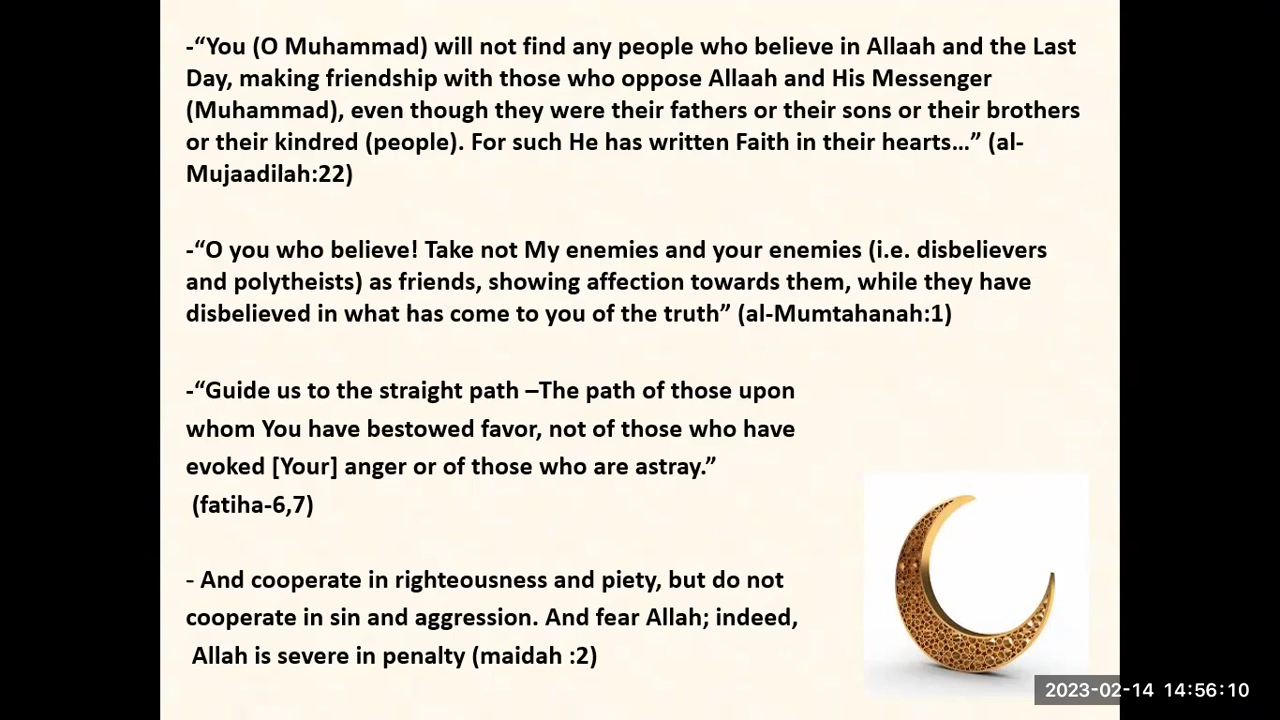 -“You (O Muhammad) will not find any people who believe in Allaah and the Last
Day, making friendship with those who oppose Allaah and His Messenger
(Muhammad), even though they were their fathers or their sons or their brothers
or their kindred (people). For such He has written Faith in their hearts…” (al-
Mujaadilah:22)
-“O you who believe! Take not My enemies and your enemies (i.e. disbelievers
and polytheists) as friends, showing affection towards them, while they have
disbelieved in what has come to you of the truth” (al-Mumtahanah:1)
-“Guide us to the straight path –The path of those upon
whom You have bestowed favor, not of those who have
evoked [Your] anger or of those who are astray.”
(fatiha-6,7)
- And cooperate in righteousness and piety, but do not
cooperate in sin and aggression. And fear Allah; indeed,
Allah is severe in penalty (maidah :2)
2023-02-14 14:56:10